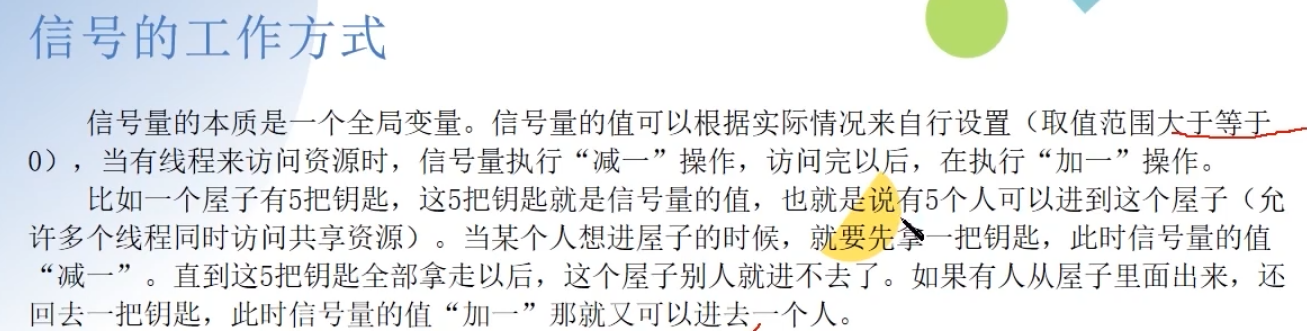 信号的工作方式
信号量的本质是一个全局变量。信号量的值可以根据实际情况来自行设置（取值范围大于等于
0），当有线程来访问资源时，信号量执行“减一”操作，访问完以后，在执行“加一”操作。
比如一个屋子有5把钥匙，这5把钥匙就是信号量的值，也就是说有5个人可以进到这个屋子（允
许多个线程同时访问共享资源）。当某个人想进屋子的时候，就要先拿一把钥匙，此时信号量的值
“减一”。直到这5把钥匙全部拿走以后，这个屋子别人就进不去了。如果有人从屋子里面出来，还
回去一把钥匙，此时信号量的值“加一”那就又可以进去一个人。